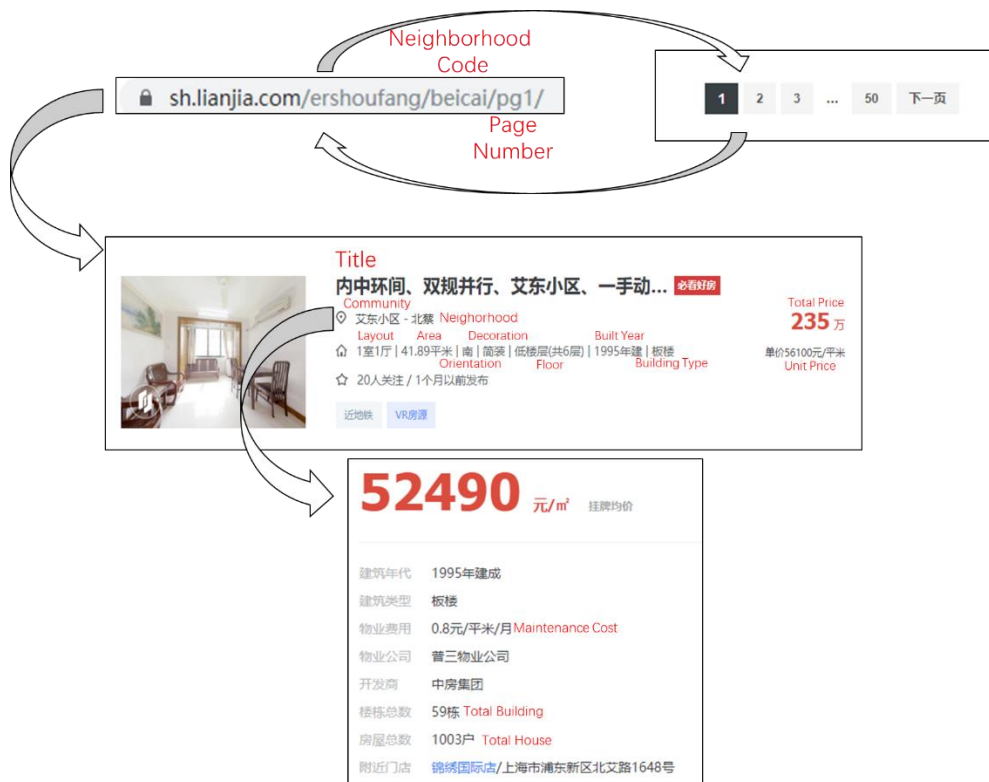 Neighborhood
Code
sh.lianjia.com/ershoufang/beicai/pg1/
Page
Number
1 2 3 ... 50 下一页
Title
内中环间、双规并行、艾东小区、一手动... 必看好房
Community
艾东小区 - 北蔡 Neighorhood
Layout Area Decoration Built Year
1室1厅 | 41.89平米 | 南 | 简装 | 低楼层(共6层) | 1995年建 | 板楼
Orientation Floor Building Type
20人关注 / 1个月以前发布
近地铁 VR房源
Total Price
235 万
单价56100元/平米
Unit Price
52490 元/㎡ 挂牌均价
建筑年代 1995年建成
建筑类型 板楼
物业费用 0.8元/平米/月 Maintenance Cost
物业公司 普三物业公司
开发商 中房集团
楼栋总数 59栋 Total Building
房屋总数 1003户 Total House
附近门店 锦绣国际店/上海市浦东新区北艾路1648号